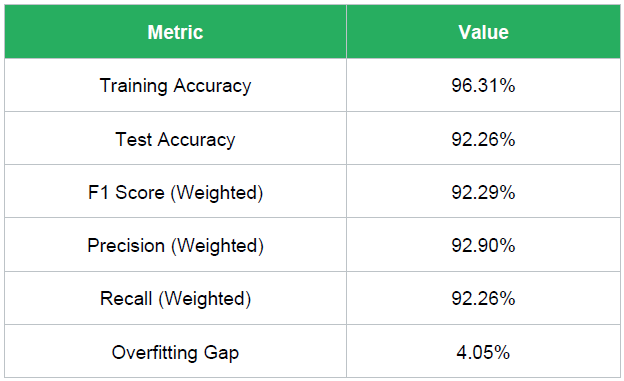 Metric Value
Training Accuracy 96.31%
Test Accuracy 92.26%
F1 Score (Weighted) 92.29%
Precision (Weighted) 92.90%
Recall (Weighted) 92.26%
Overfitting Gap 4.05%